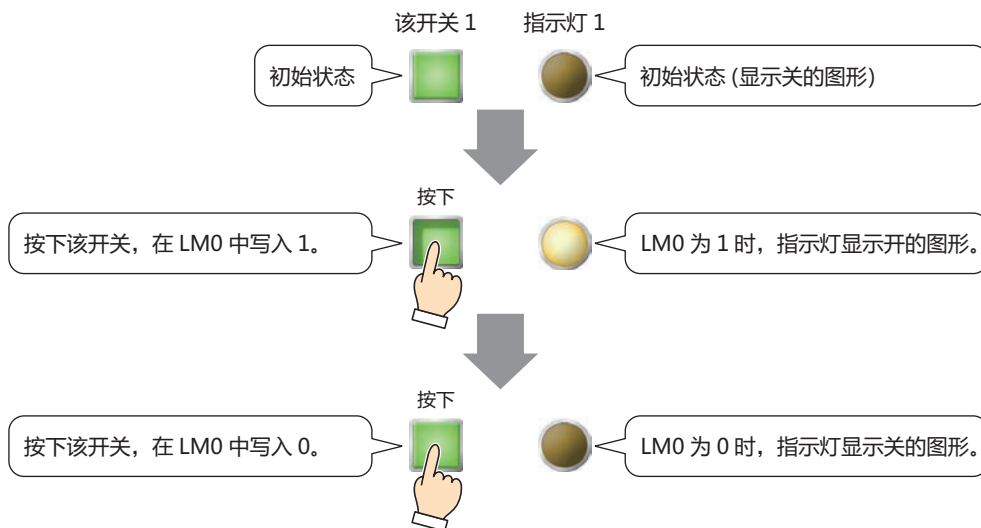 该开关 1 指示灯 1
初始状态 初始状态 (显示关的图形)
按下
按下该开关，在 LM0 中写入 1。 LM0 为 1 时，指示灯显示开的图形。
按下
按下该开关，在 LM0 中写入 0。 LM0 为 0 时，指示灯显示关的图形。